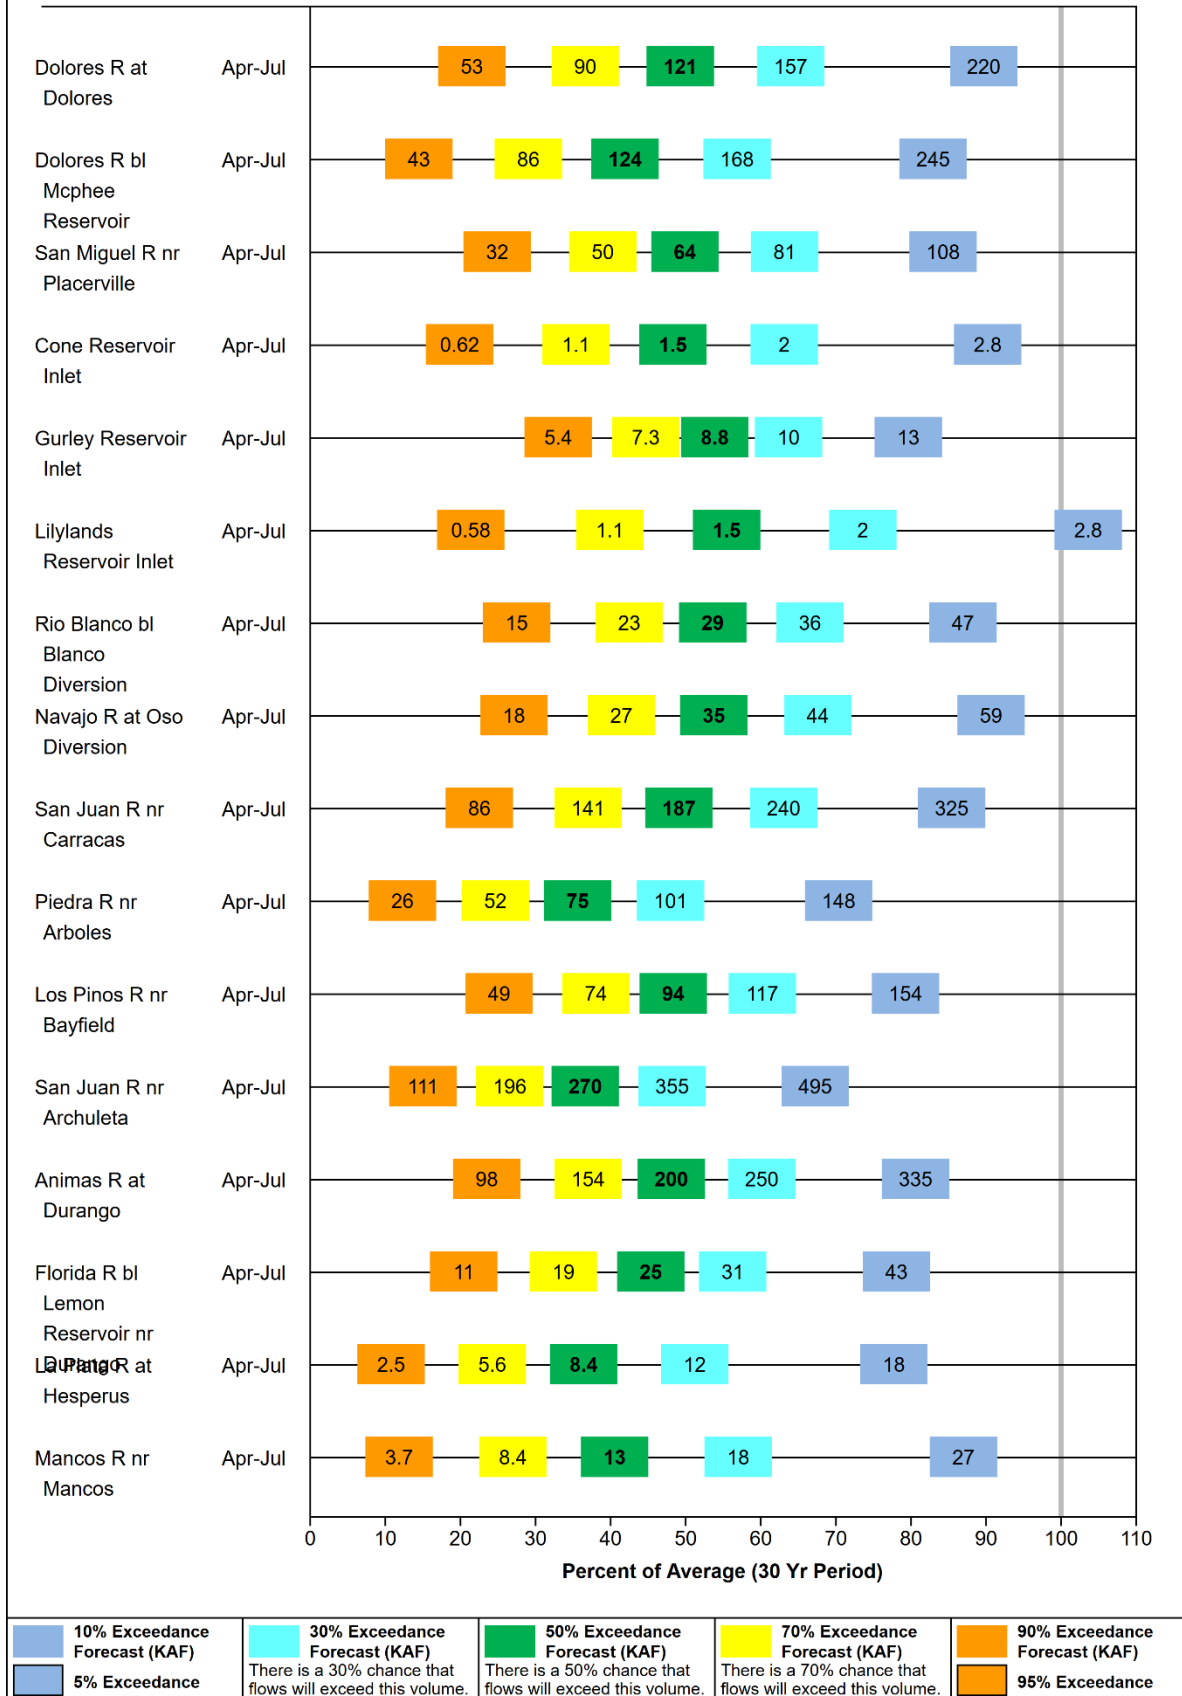 Dolores R at Apr-Jul 53 90 121 157 220
Dolores
Dolores R bl Apr-Jul 43 86 124 168 245
Mcphee
Reservoir
San Miguel R nr Apr-Jul 32 50 64 81 108
Placerville
Cone Reservoir Apr-Jul 0.62 1.1 1.5 2 2.8
Inlet
Gurley Reservoir Apr-Jul 5.4 7.3 8.8 10 13
Inlet
Lilylands Apr-Jul 0.58 1.1 1.5 2 2.8
Reservoir Inlet
Rio Blanco bl Apr-Jul 15 23 29 36 47
Blanco
Diversion
Navajo R at Oso Apr-Jul 18 27 35 44 59
Diversion
San Juan R nr Apr-Jul 86 141 187 240 325
Carracas
Piedra R nr Apr-Jul 26 52 75 101 148
Arboles
Los Pinos R nr Apr-Jul 49 74 94 117 154
Bayfield
San Juan R nr Apr-Jul 111 196 270 355 495
Archuleta
Animas R at Apr-Jul 98 154 200 250 335
Durango
Florida R bl Apr-Jul 11 19 25 31 43
Lemon
Reservoir nr
Durango
La Plata R at Apr-Jul 2.5 5.6 8.4 12 18
Hesperus
Mancos R nr Apr-Jul 3.7 8.4 13 18 27
Mancos
0 10 20 30 40 50 60 70 80 90 100 110
Percent of Average (30 Yr Period)
10% Exceedance
Forecast (KAF)
5% Exceedance
30% Exceedance
Forecast (KAF)
There is a 30% chance that
flows will exceed this volume.
50% Exceedance
Forecast (KAF)
There is a 50% chance that
flows will exceed this volume.
70% Exceedance
Forecast (KAF)
There is a 70% chance that
flows will exceed this volume.
90% Exceedance
Forecast (KAF)
95% Exceedance